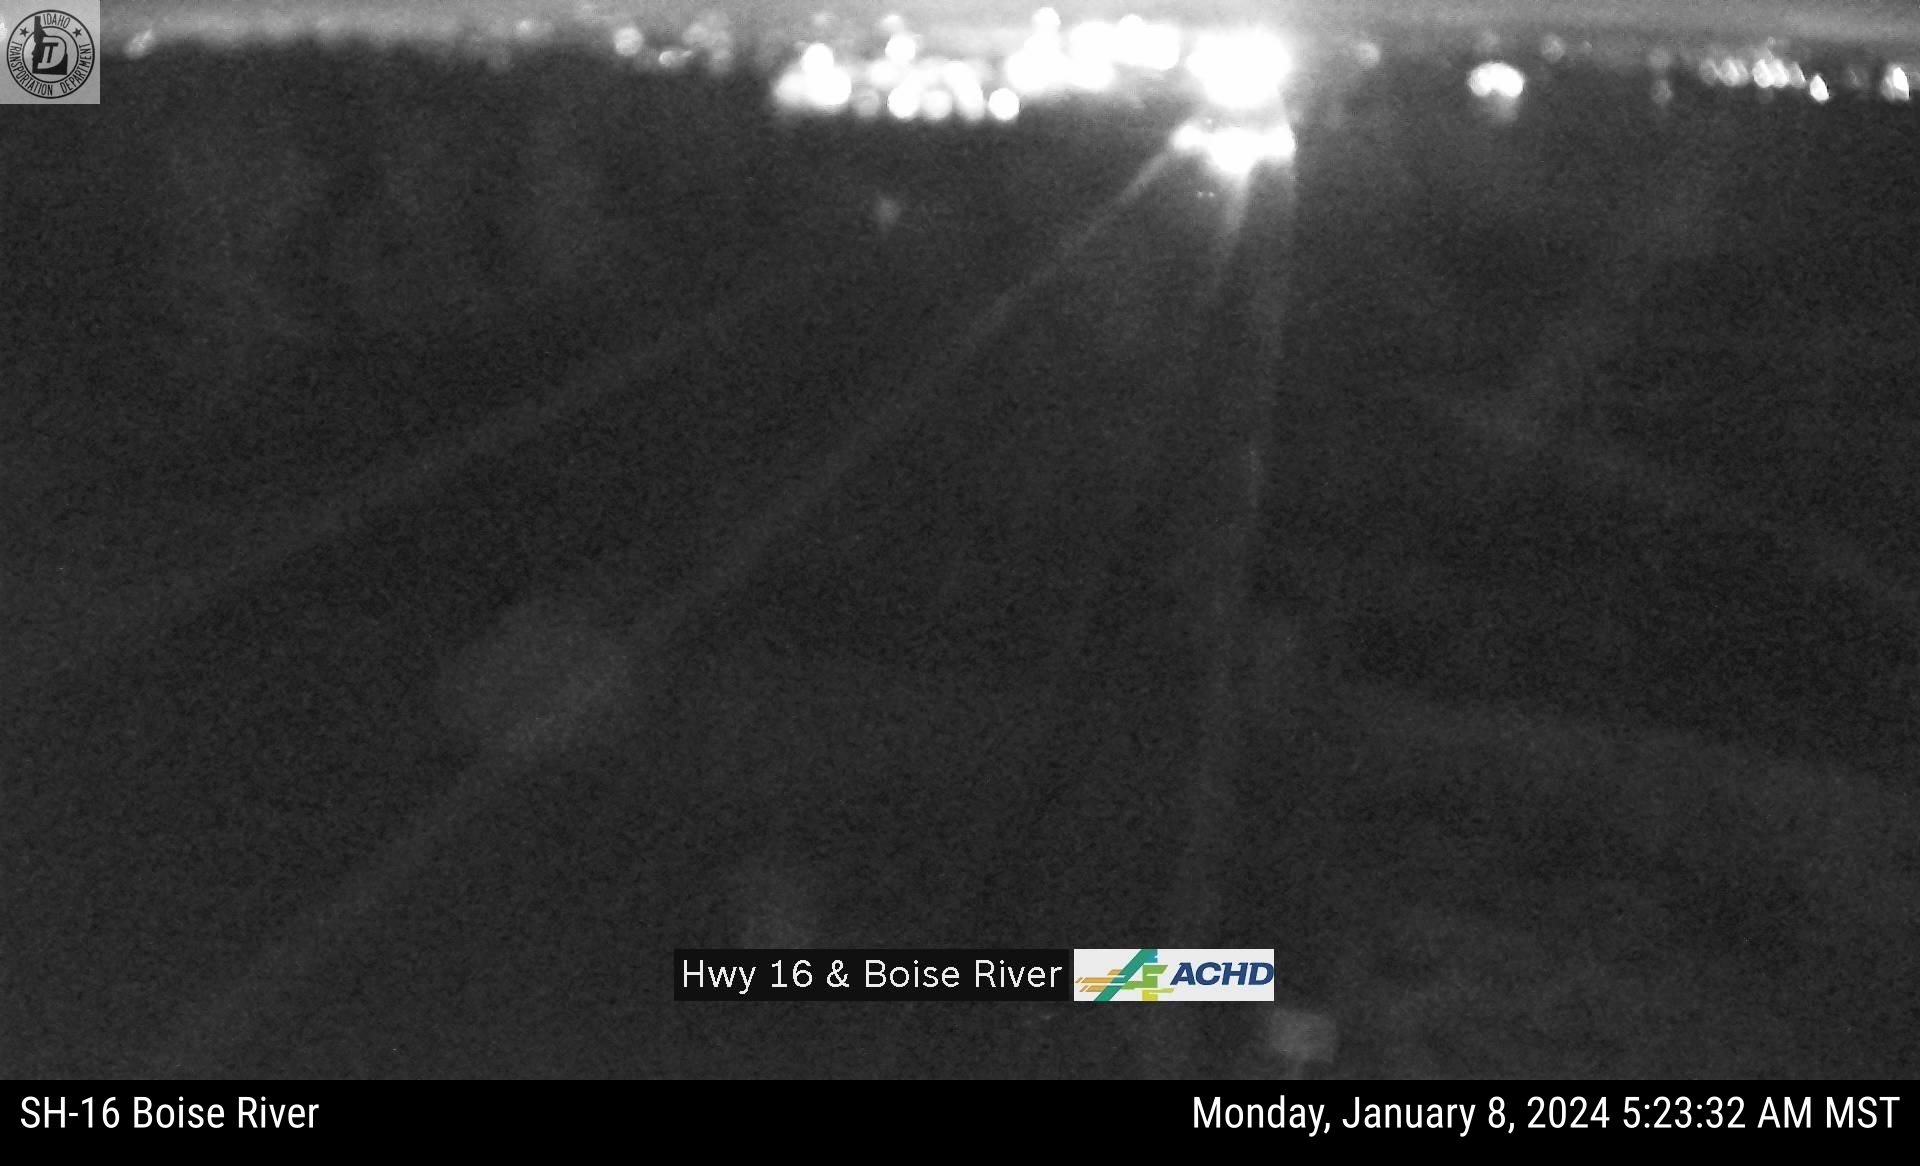 IDAHO
TRANSPORTATION DEPARTMENT
Hwy 16 & Boise River
ACHD
SH-16 Boise River
Monday, January 8, 2024 5:23:32 AM MST